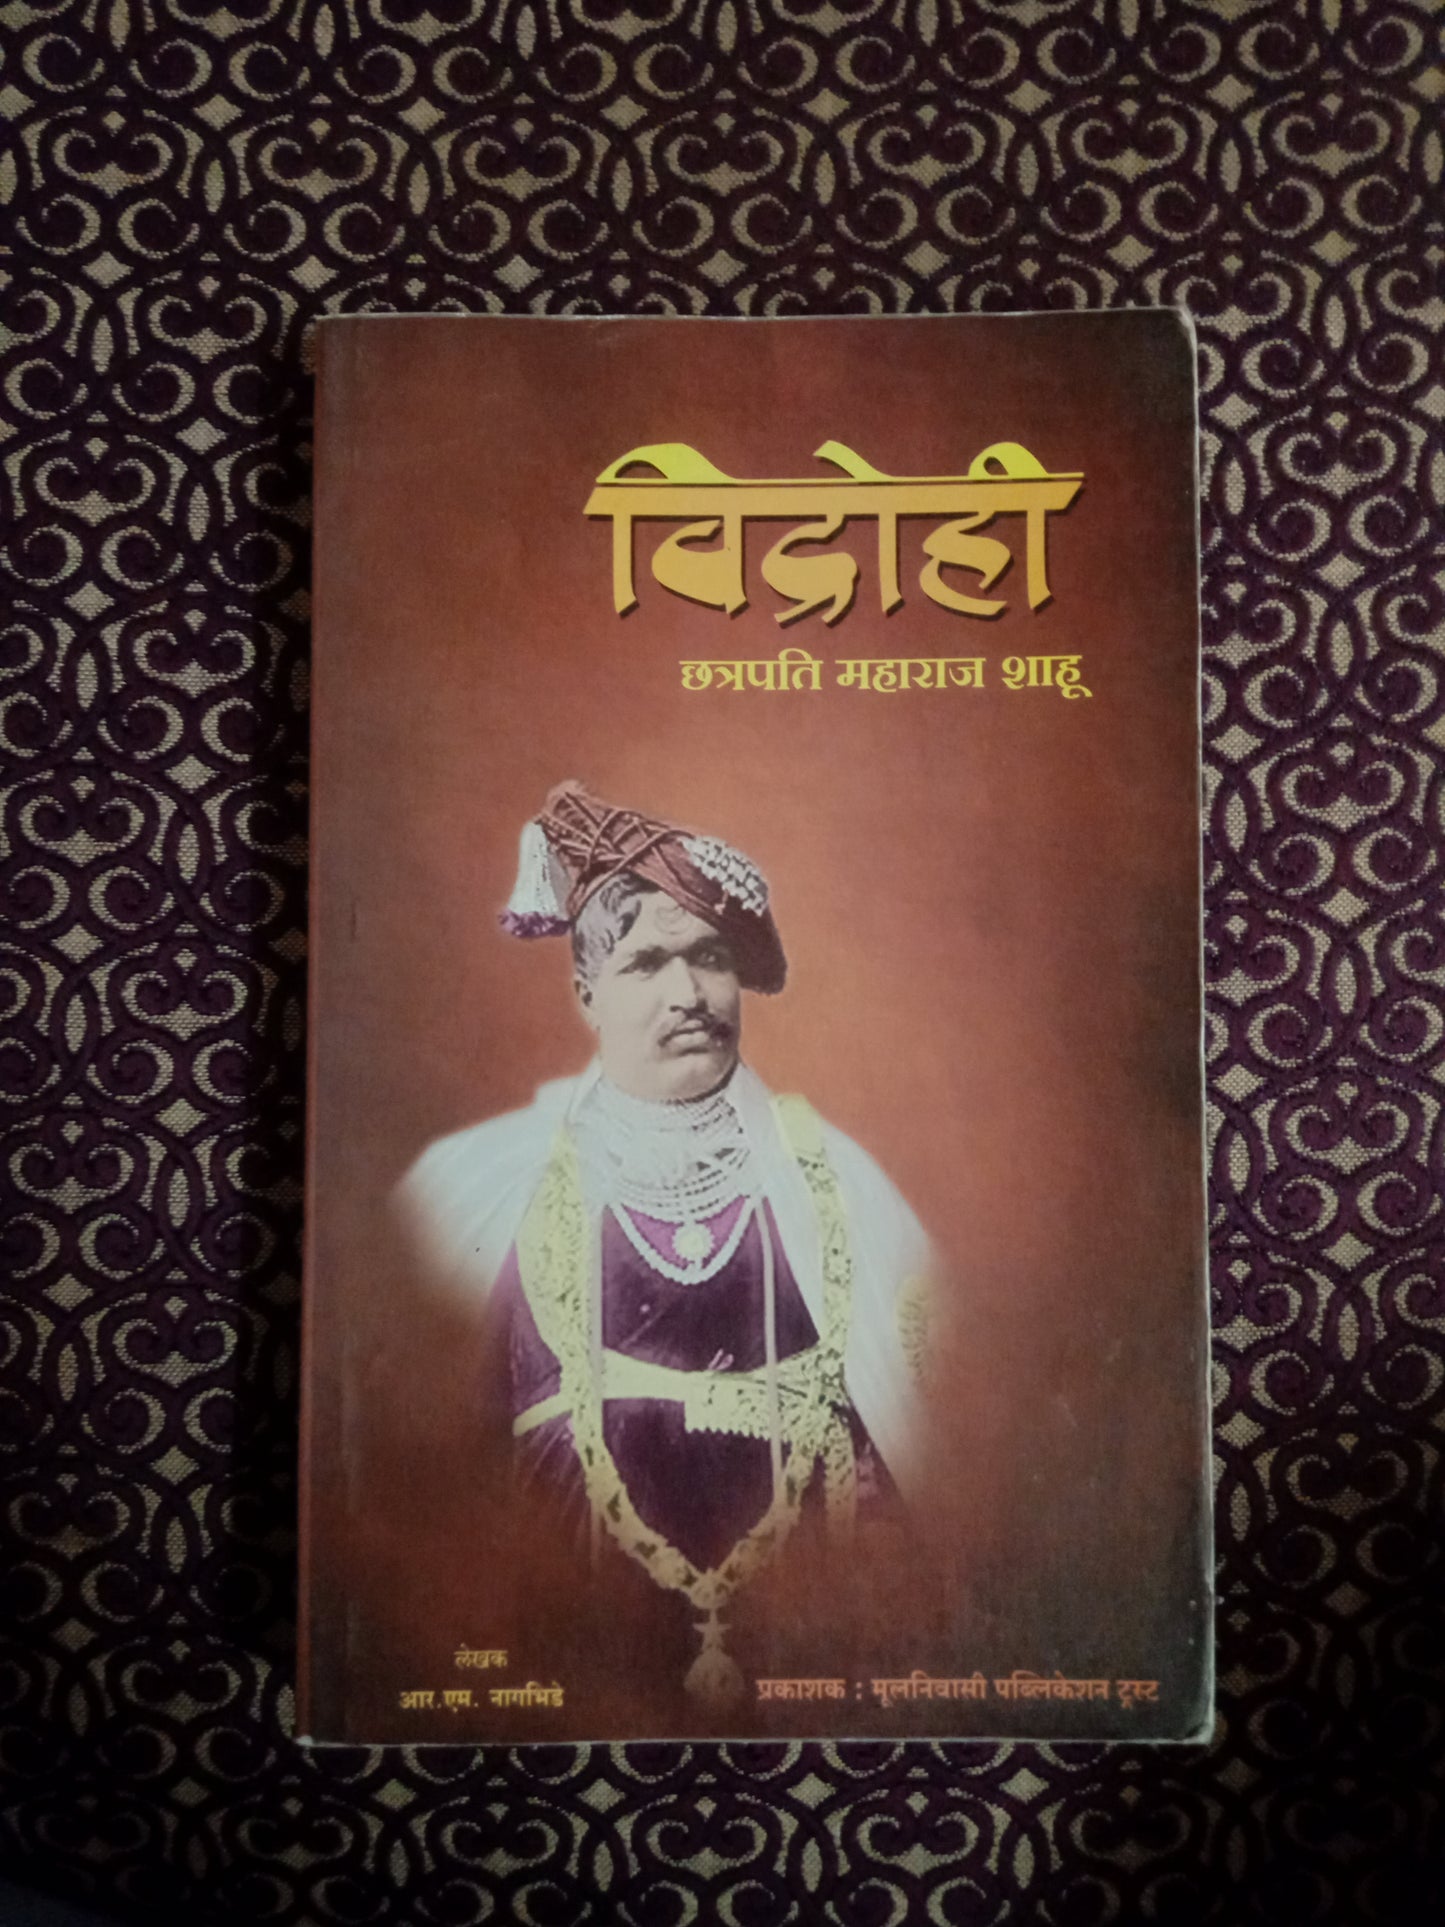 विद्रोही
छत्रपति महाराज शाहू
लेखक
आर.एम. नागभिडे
प्रकाशक : मूलनिवासी पब्लिकेशन ट्रस्ट